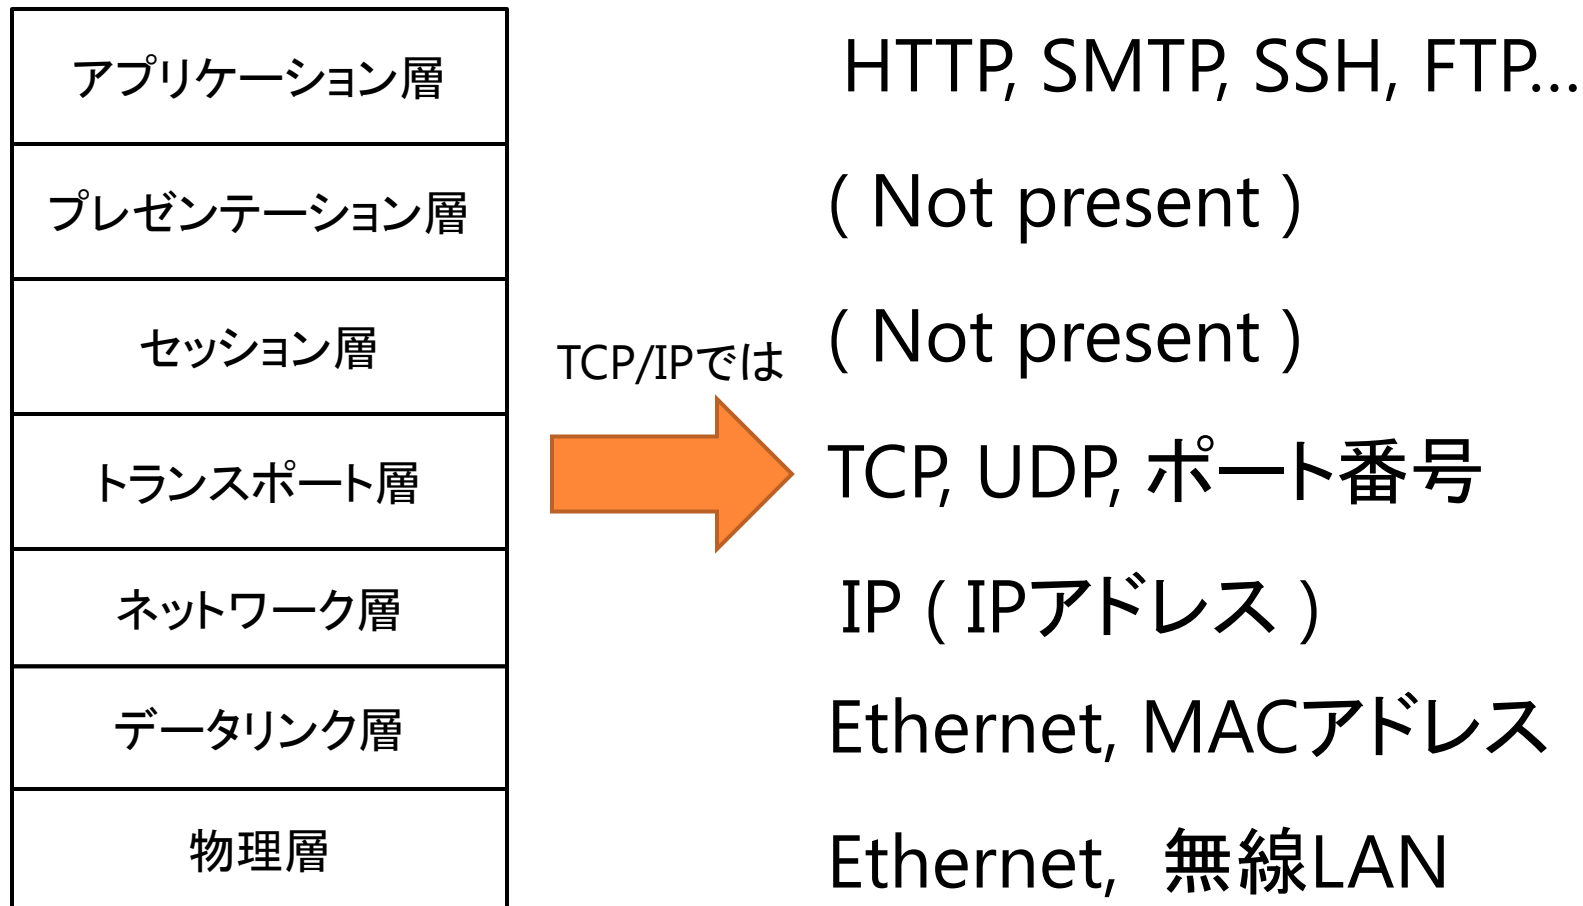 アプリケーション層
HTTP, SMTP, SSH, FTP...
プレゼンテーション層
( Not present )
セッション層
( Not present )
TCP/IPでは
トランスポート層
TCP, UDP, ポート番号
ネットワーク層
IP ( IPアドレス )
データリンク層
Ethernet, MACアドレス
物理層
Ethernet, 無線LAN